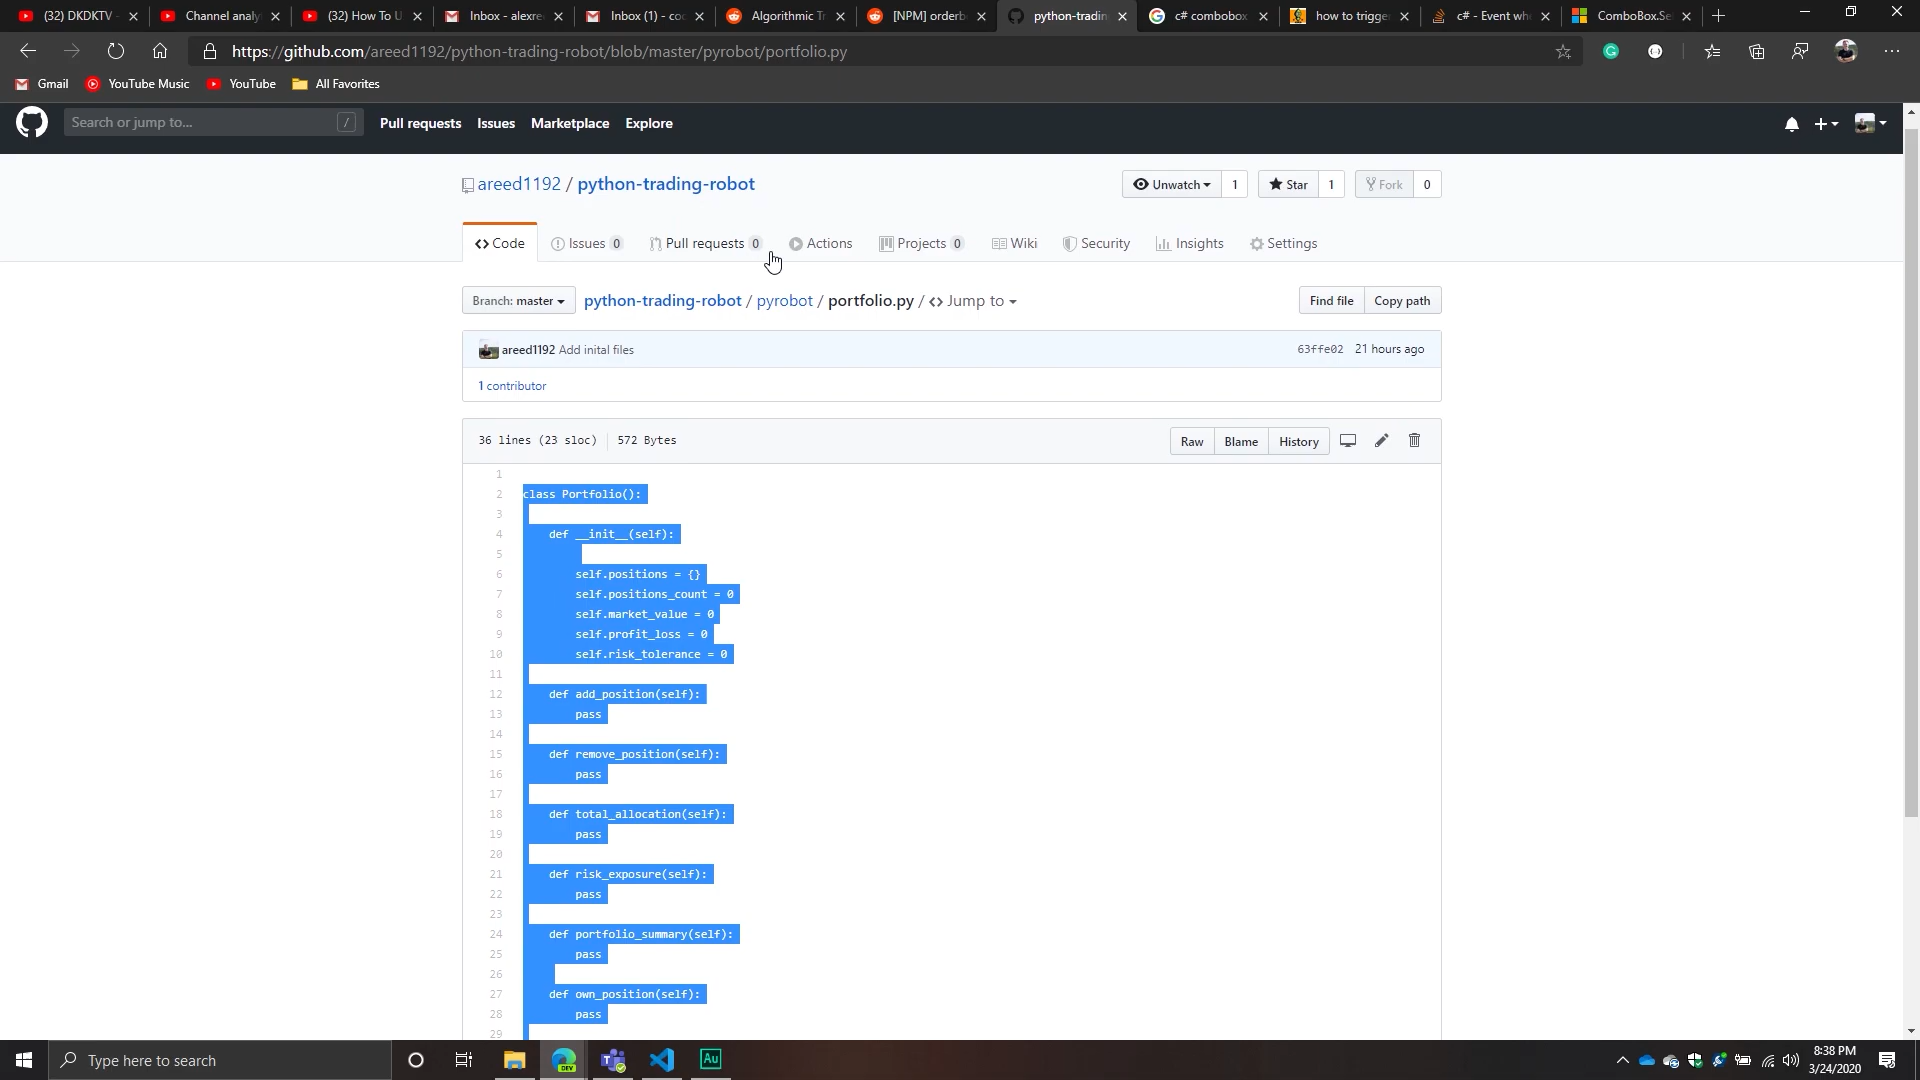 (32) DKDKTV - Channel analy (32) How To U Inbox - alexre Inbox (1) - co Algorithmic T [NPM] orderb python-tradin c# combobox how to trigge c# - Event wh ComboBox.Se
https://github.com/areed1192/python-trading-robot/blob/master/pyrobot/portfolio.py
Gmail YouTube Music YouTube All Favorites
Search or jump to... / Pull requests Issues Marketplace Explore
areed1192 / python-trading-robot Unwatch 1 Star 1 Fork 0
Code Issues 0 Pull requests 0 Actions Projects 0 Wiki Security Insights Settings
Branch: master python-trading-robot / pyrobot / portfolio.py / <> Jump to Find file Copy path
areed1192 Add inital files 63ffe02 21 hours ago
1 contributor
36 lines (23 sloc) 572 Bytes Raw Blame History
1
2 class Portfolio():
3
4 def __init__(self):
5
6 self.positions = {}
7 self.positions_count = 0
8 self.market_value = 0
9 self.profit_loss = 0
10 self.risk_tolerance = 0
11
12 def add_position(self):
13 pass
14
15 def remove_position(self):
16 pass
17
18 def total_allocation(self):
19 pass
20
21 def risk_exposure(self):
22 pass
23
24 def portfolio_summary(self):
25 pass
26
27 def own_position(self):
28 pass
29
Type here to search DEV Au 8:38 PM
3/24/2020